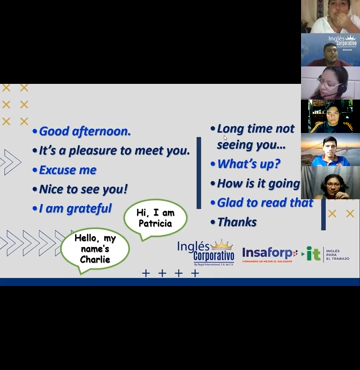 Good afternoon.
It's a pleasure to meet you.
Excuse me
Nice to see you!
I am grateful
Hi, I am
Patricia
Hello, my
name's
Charlie
Long time not
seeing you...
What's up?
How is it going
Glad to read that
Thanks
Inglés
Corporativo
Insaforp
it
INGLÉS
PARA
EL TRABAJO
Inglés
Corporativo